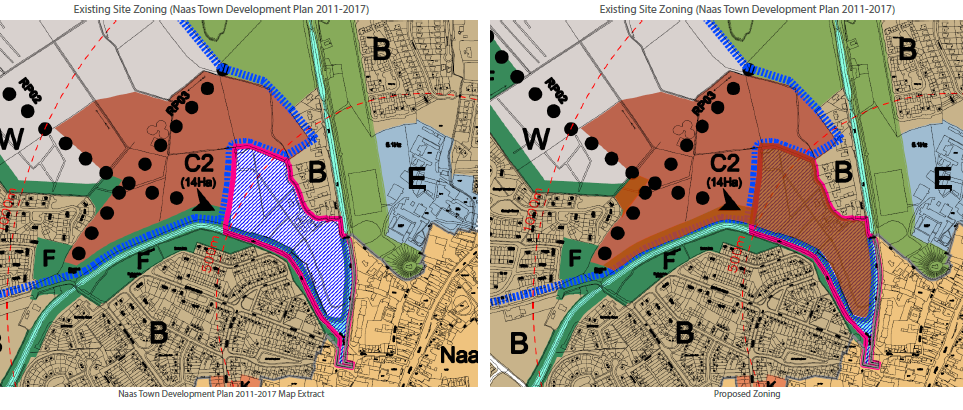 Existing Site Zoning (Naas Town Development Plan 2011-2017)
B
RP02
RP03
W
C2
(14Ha)
B
E
F
F
B
Naa
K
Naas Town Development Plan 2011-2017 Map Extract
Existing Site Zoning (Naas Town Development Plan 2011-2017)
B
F
RP02
RP03
W
C2
(14Ha)
B
E
F
F
B
B
K
Proposed Zoning